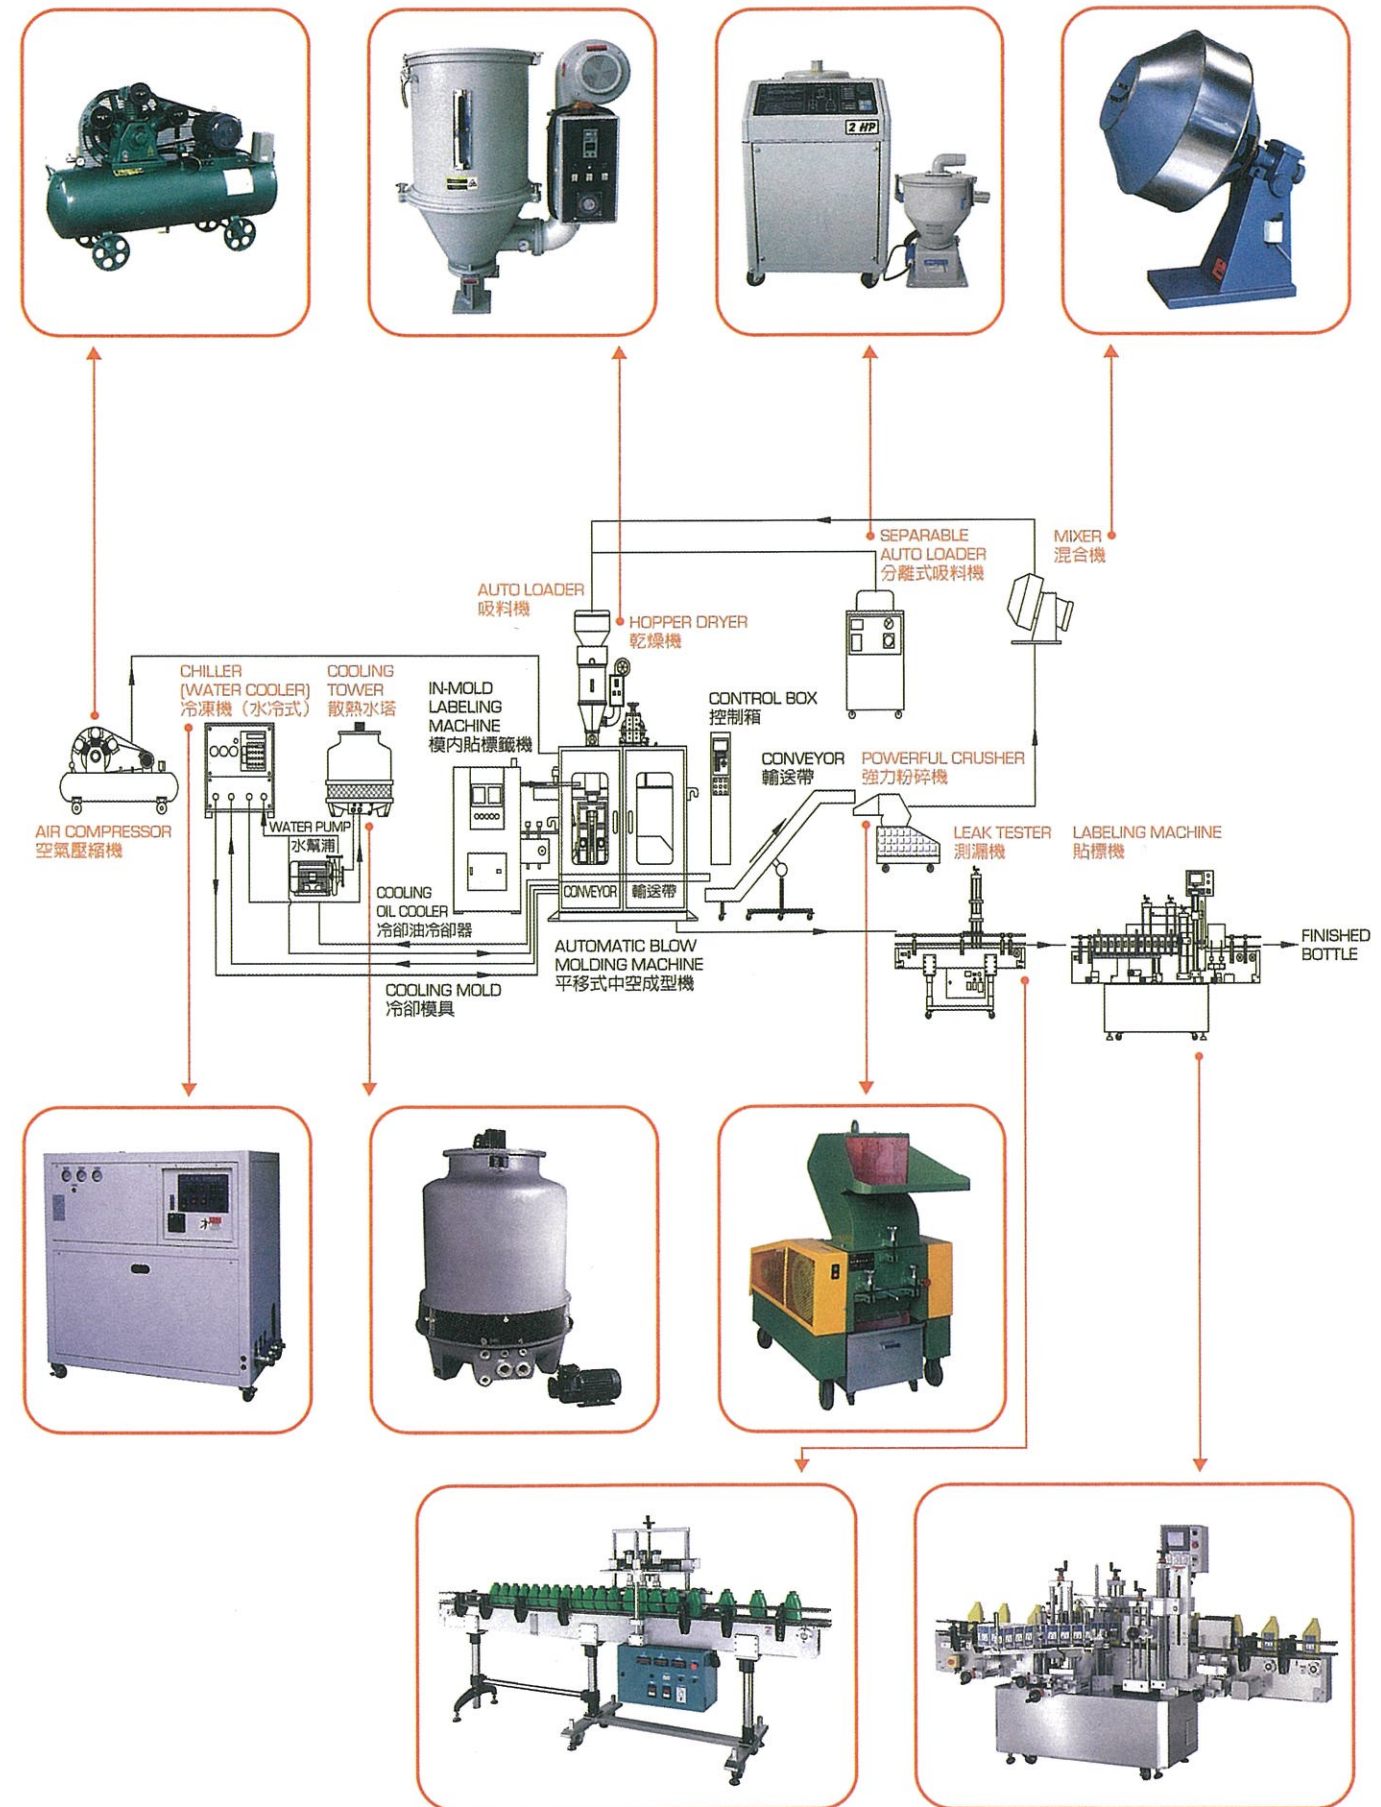 2 HP
SEPARABLE
AUTO LOADER
分離式吸料機
MIXER
混合機
AUTO LOADER
吸料機
HOPPER DRYER
乾燥機
CHILLER
(WATER COOLER)
冷凍機（水冷式）
COOLING
TOWER
散熱水塔
IN-MOLD
LABELING
MACHINE
模內貼標籤機
CONTROL BOX
控制箱
CONVEYOR
輸送帶
POWERFUL CRUSHER
強力粉碎機
AIR COMPRESSOR
空氣壓縮機
WATER PUMP
水幫浦
LEAK TESTER
測漏機
LABELING MACHINE
貼標機
CONVEYOR 輸送帶
COOLING
OIL COOLER
冷卻油冷卻器
AUTOMATIC BLOW
MOLDING MACHINE
平移式中空成型機
COOLING MOLD
冷卻模具
FINISHED
BOTTLE